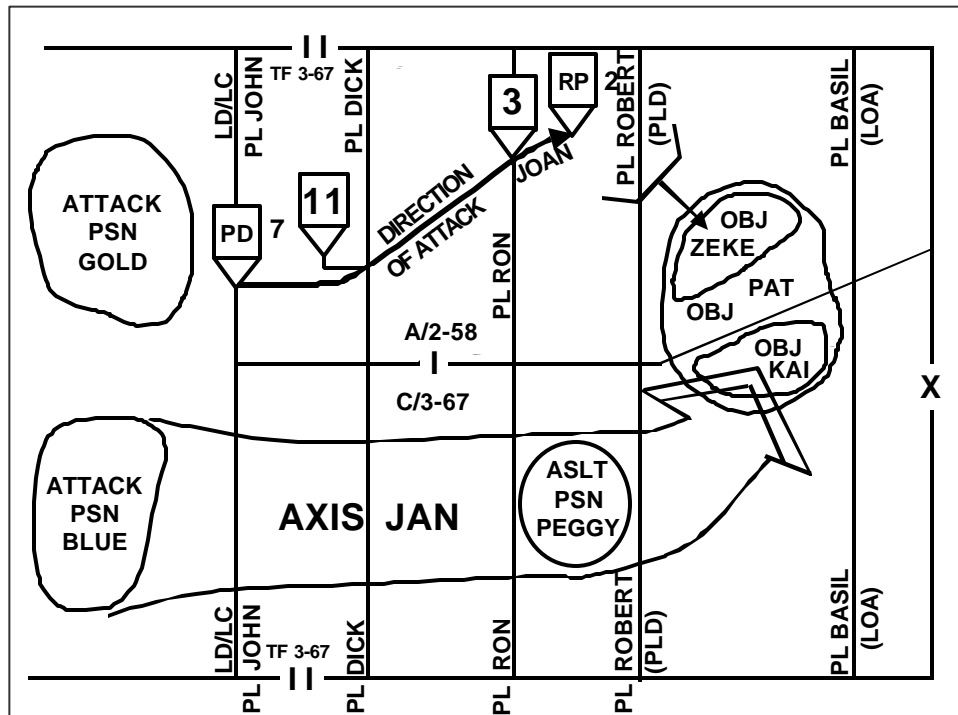 II
TF 3-67
LD/LC
PL JOHN
PL DICK
3
RP 2
PL ROBERT
(PLD)
PL BASIL
(LOA)
ATTACK
PSN
GOLD
PD 7
11
DIRECTION
OF ATTACK
JOAN
PL RON
OBJ
ZEKE
OBJ PAT
A/2-58
I
C/3-67
OBJ
KAI
X
ATTACK
PSN
BLUE
AXIS JAN
ASLT
PSN
PEGGY
LD/LC
PL JOHN
TF 3-67
II
PL DICK
PL RON
PL ROBERT
(PLD)
PL BASIL
(LOA)